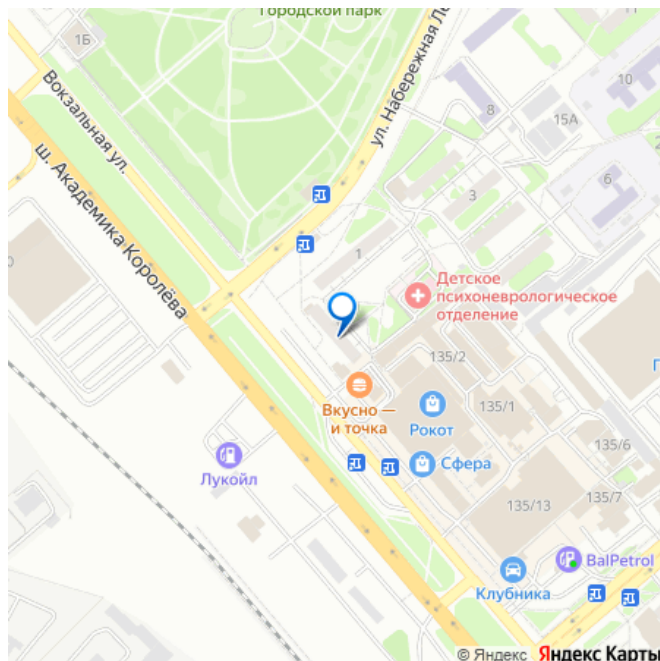 Городской парк
1Б
Вокзальная ул.
ул. Набережная
ш. Академика Королёва
10
8
15А
6
3
1
Детское
психоневрологическое
отделение
135/2
Вкусно —
и точка
135/1
Рокот
Сфера
135/6
Лукойл
135/7
135/13
BalPetrol
Клубника
© Яндекс Яндекс Карты